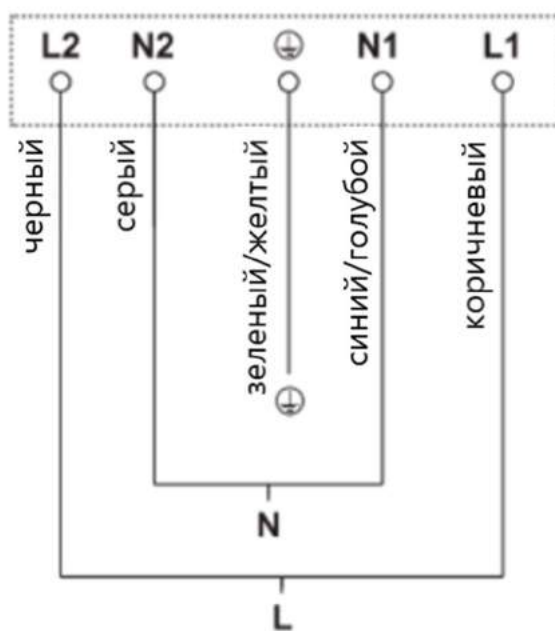 L2 N2 N1 L1
черный
серый
зеленый/желтый
синий/голубой
коричневый
N
L